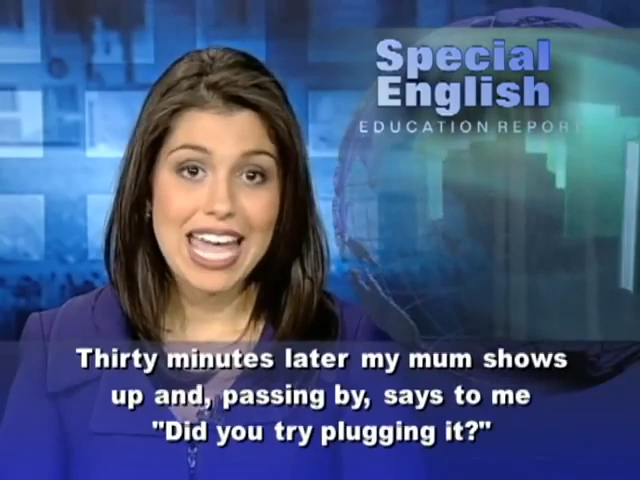 Special
English
EDUCATION REPORT
Thirty minutes later my mum shows
up and, passing by, says to me
"Did you try plugging it?"